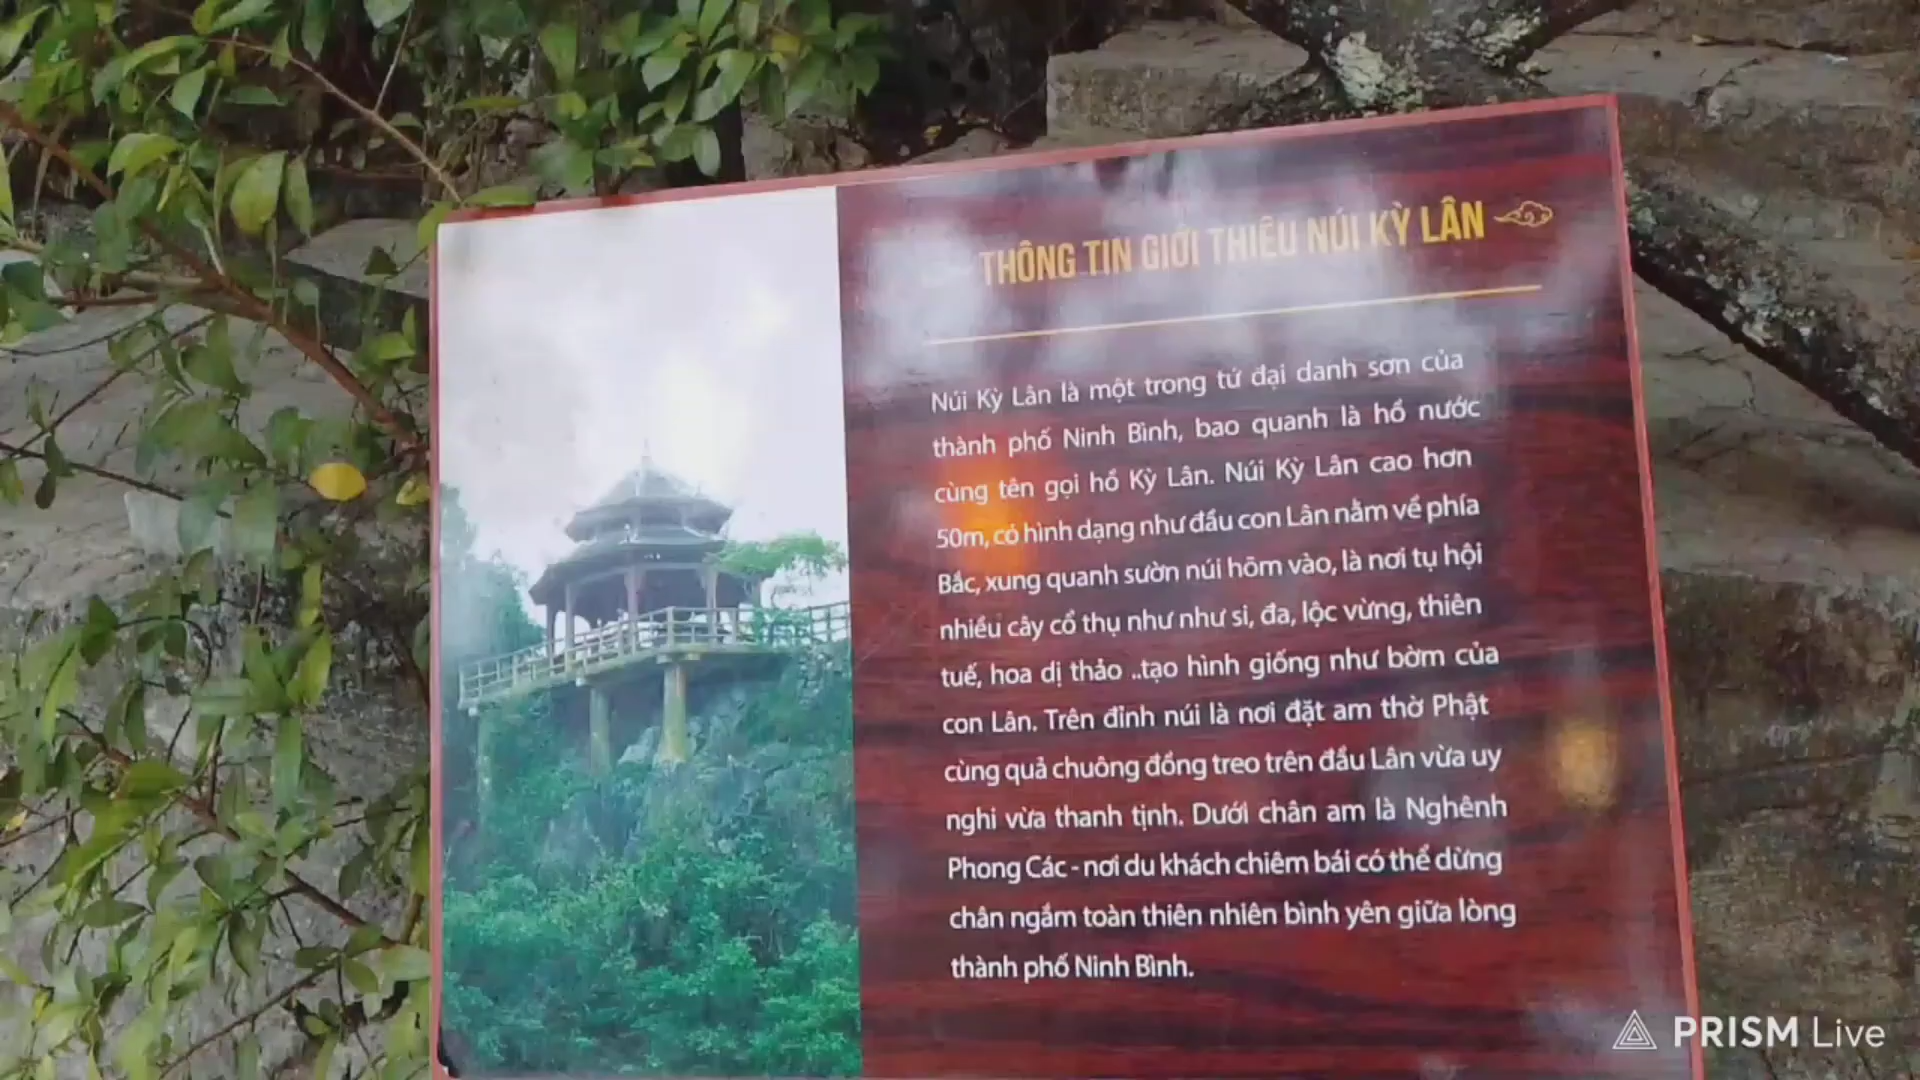 THÔNG TIN GIỚI THIỆU NÚI KỲ LÂN
Núi Kỳ Lân là một trong tứ đại danh sơn của
thành phố Ninh Bình, bao quanh là hồ nước
cùng tên gọi hồ Kỳ Lân. Núi Kỳ Lân cao hơn
50m, có hình dạng như đầu con Lân nằm về phía
Bắc, xung quanh sườn núi hõm vào, là nơi tụ hội
nhiều cây cổ thụ như như si, đa, lộc vừng, thiên
tuế, hoa dị thảo ..tạo hình giống như bờm của
con Lân. Trên đỉnh núi là nơi đặt am thờ Phật
cùng quả chuông đồng treo trên đầu Lân vừa uy
nghi vừa thanh tịnh. Dưới chân am là Nghênh
Phong Các - nơi du khách chiêm bái có thể dừng
chân ngắm toàn thiên nhiên bình yên giữa lòng
thành phố Ninh Bình.
PRISM Live